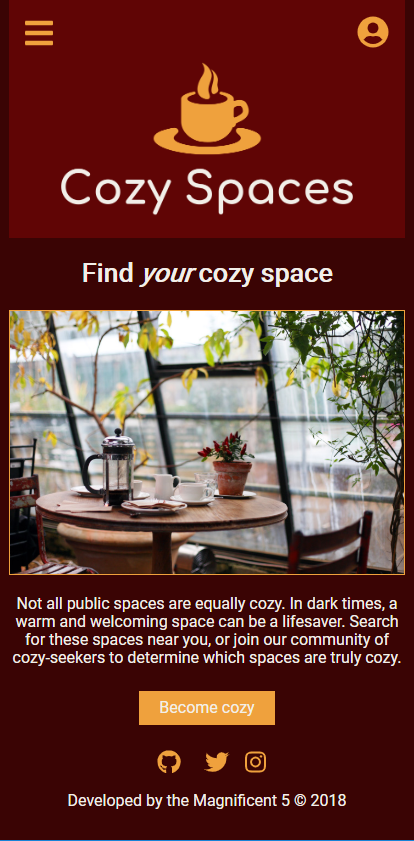 Cozy Spaces
Find your cozy space
Not all public spaces are equally cozy. In dark times, a
warm and welcoming space can be a lifesaver. Search
for these spaces near you, or join our community of
cozy-seekers to determine which spaces are truly cozy.
Become cozy
Developed by the Magnificent 5 © 2018